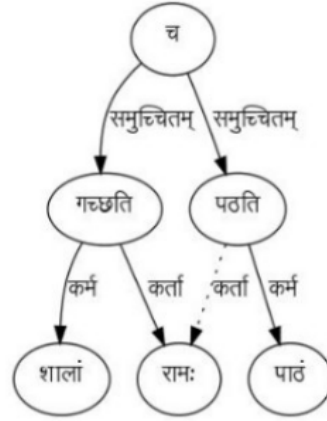 च
समुच्चितम् समुच्चितम्
गच्छति पठति
कर्म कर्ता कर्ता कर्म
शालां रामः पाठं